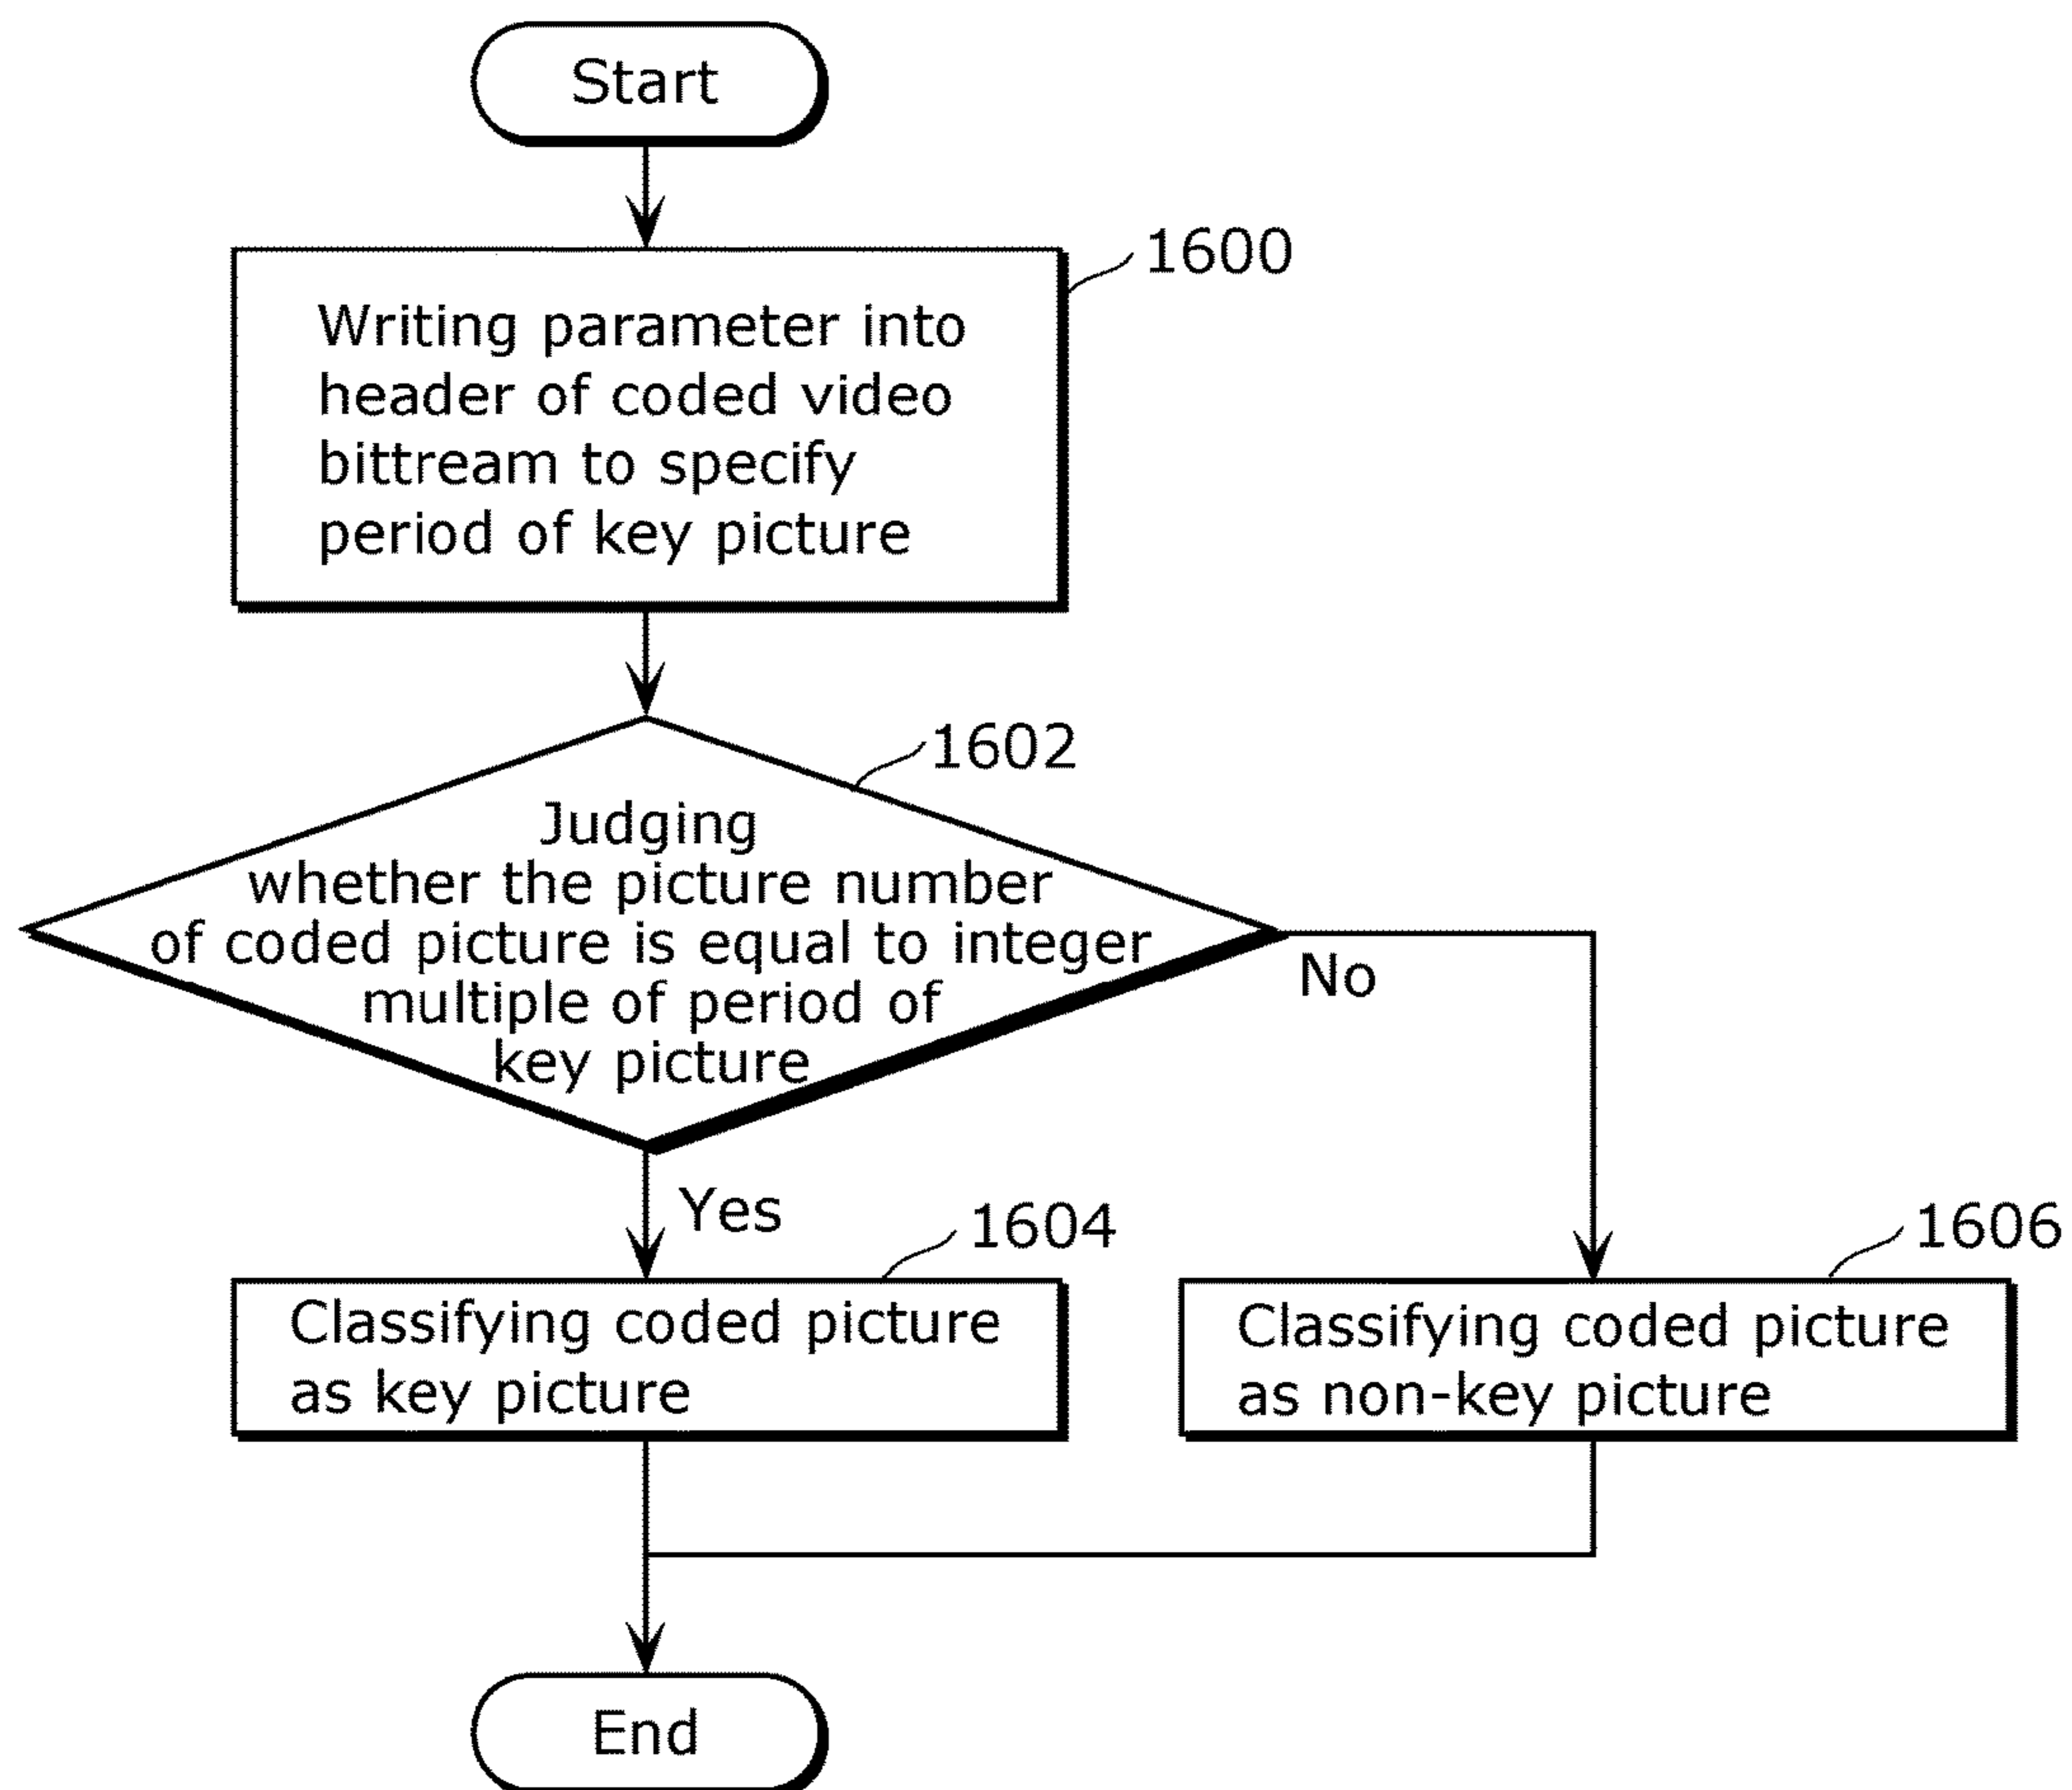 Start
1600
Writing parameter into
header of coded video
bittream to specify
period of key picture
1602
Judging
whether the picture number
of coded picture is equal to integer
multiple of period of
key picture
No
Yes
1604
1606
Classifying coded picture
as key picture
Classifying coded picture
as non-key picture
End